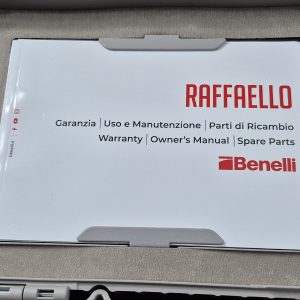 RAFFAELLO
Garanzia | Uso e Manutenzione | Parti di Ricambio
Warranty | Owner's Manual | Spare Parts
Benelli